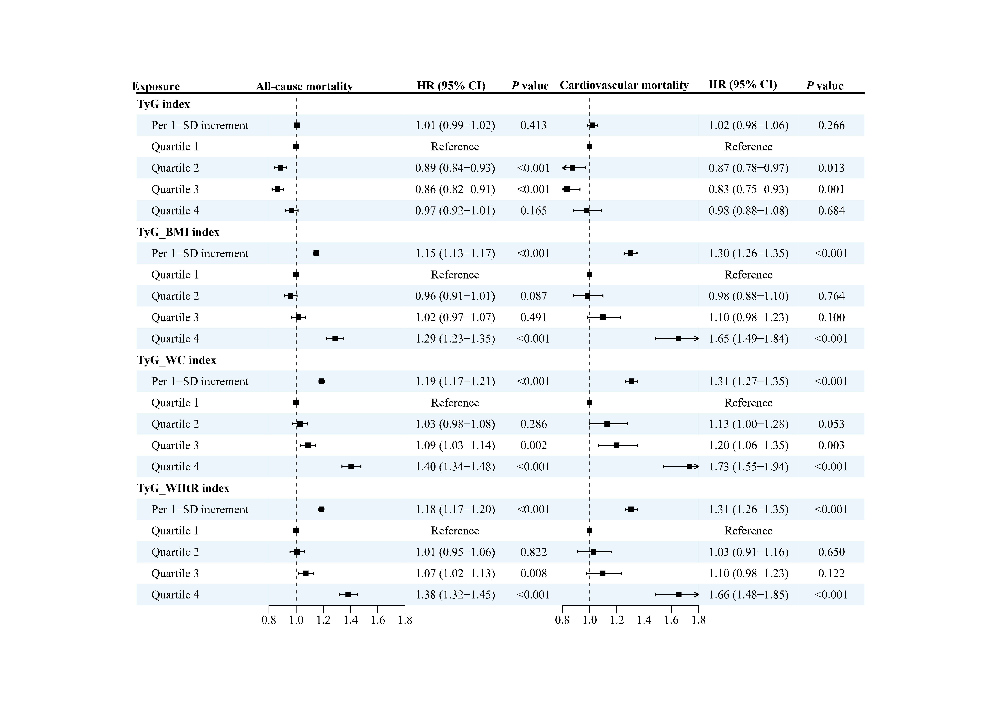 Exposure All-cause mortality HR (95% CI) P value Cardiovascular mortality HR (95% CI) P value
TyG index
Per 1−SD increment 1.01 (0.99−1.02) 0.413 1.02 (0.98−1.06) 0.266
Quartile 1 Reference Reference
Quartile 2 0.89 (0.84−0.93) <0.001 0.87 (0.78−0.97) 0.013
Quartile 3 0.86 (0.82−0.91) <0.001 0.83 (0.75−0.93) 0.001
Quartile 4 0.97 (0.92−1.01) 0.165 0.98 (0.88−1.08) 0.684
TyG_BMI index
Per 1−SD increment 1.15 (1.13−1.17) <0.001 1.30 (1.26−1.35) <0.001
Quartile 1 Reference Reference
Quartile 2 0.96 (0.91−1.01) 0.087 0.98 (0.88−1.10) 0.764
Quartile 3 1.02 (0.97−1.07) 0.491 1.10 (0.98−1.23) 0.100
Quartile 4 1.29 (1.23−1.35) <0.001 1.65 (1.49−1.84) <0.001
TyG_WC index
Per 1−SD increment 1.19 (1.17−1.21) <0.001 1.31 (1.27−1.35) <0.001
Quartile 1 Reference Reference
Quartile 2 1.03 (0.98−1.08) 0.286 1.13 (1.00−1.28) 0.053
Quartile 3 1.09 (1.03−1.14) 0.002 1.20 (1.06−1.35) 0.003
Quartile 4 1.40 (1.34−1.48) <0.001 1.73 (1.55−1.94) <0.001
TyG_WHtR index
Per 1−SD increment 1.18 (1.17−1.20) <0.001 1.31 (1.26−1.35) <0.001
Quartile 1 Reference Reference
Quartile 2 1.01 (0.95−1.06) 0.822 1.03 (0.91−1.16) 0.650
Quartile 3 1.07 (1.02−1.13) 0.008 1.10 (0.98−1.23) 0.122
Quartile 4 1.38 (1.32−1.45) <0.001 1.66 (1.48−1.85) <0.001
0.8 1.0 1.2 1.4 1.6 1.8 0.8 1.0 1.2 1.4 1.6 1.8